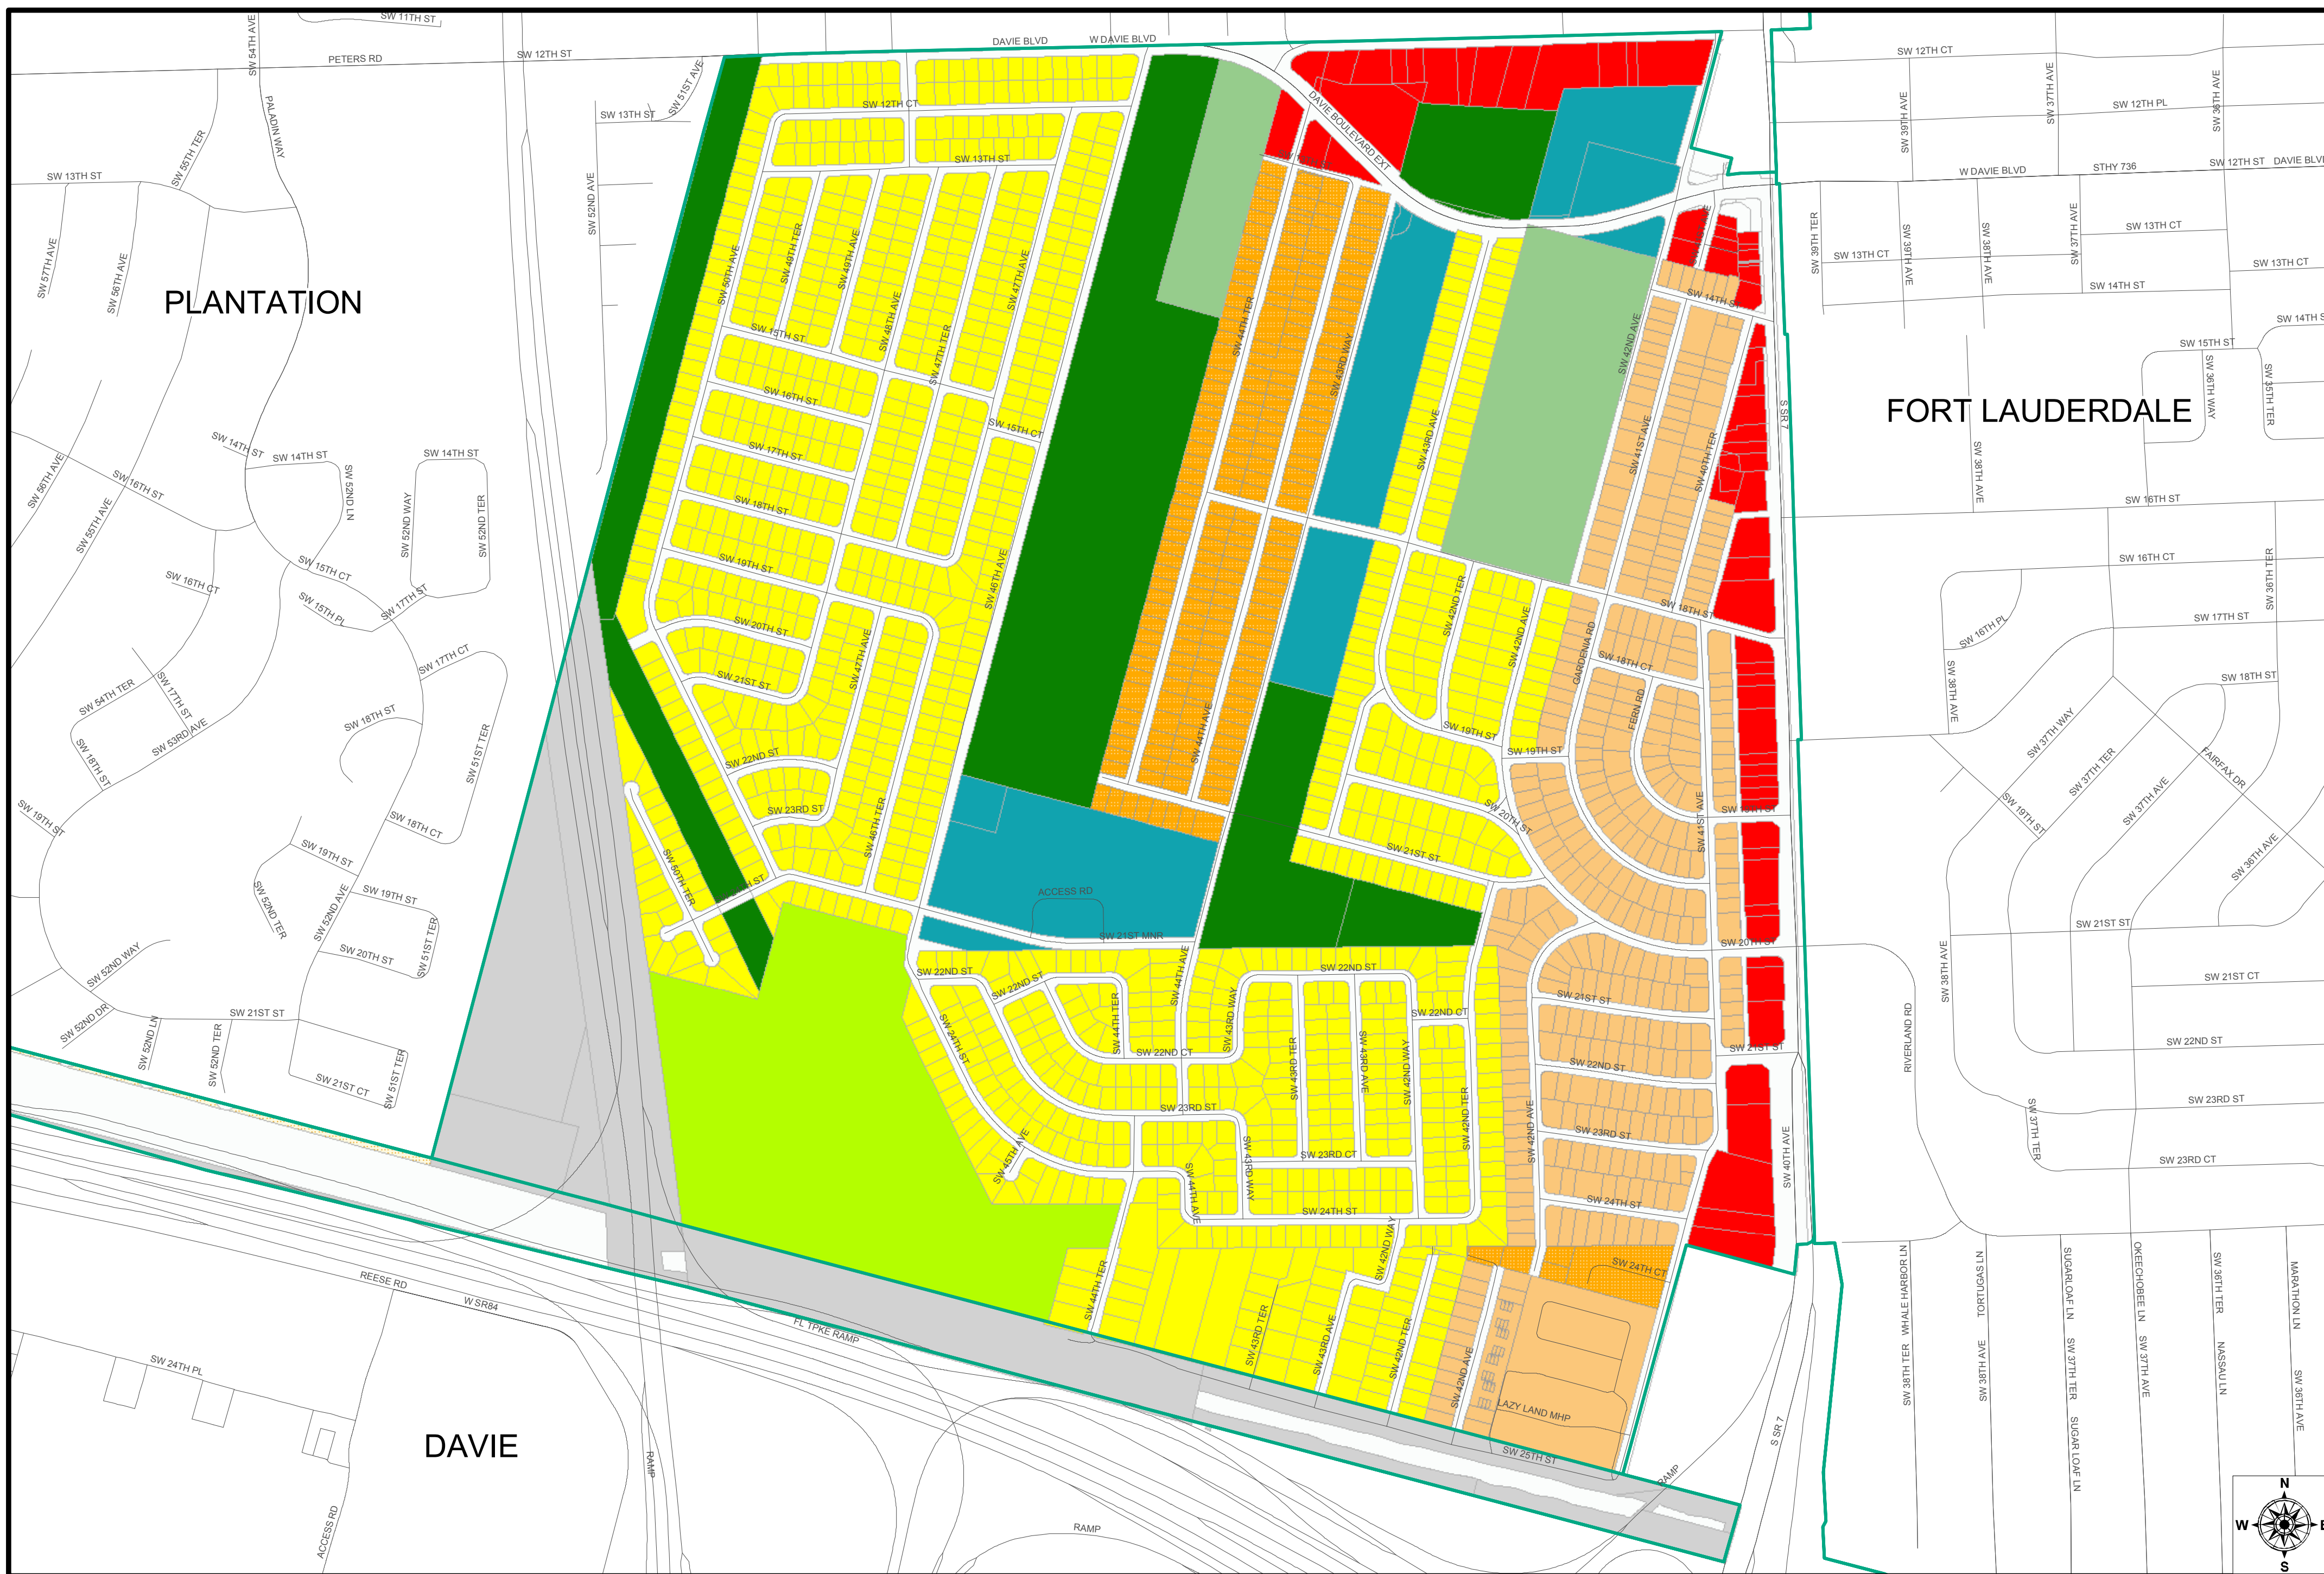 SW 11TH ST
SW 54TH AVE
PETERS RD
SW 12TH ST
DAVIE BLVD
W DAVIE BLVD
SW 12TH CT
SW 37TH AVE
SW 36TH AVE
SW 39TH AVE
SW 12TH PL
SW 51ST AVE
SW 13TH ST
SW 12TH CT
DAVIE BOULEVARD EXT
PALADIN WAY
SW 55TH TER
SW 13TH ST
SW 13TH ST
W DAVIE BLVD
STHY 736
SW 12TH ST
DAVIE BLVD
SW 52ND AVE
SW 57TH AVE
SW 56TH AVE
SW 50TH AVE
SW 49TH TER
SW 49TH AVE
SW 48TH AVE
SW 47TH TER
SW 47TH AVE
SW 44TH TER
SW 43RD WAY
SW 43RD AVE
SW 42ND AVE
SW 14TH ST
SW 39TH TER
SW 39TH AVE
SW 38TH AVE
SW 37TH AVE
SW 13TH CT
SW 13TH CT
SW 13TH CT
SW 14TH ST
PLANTATION
FORT LAUDERDALE
SW 15TH ST
SW 16TH ST
SW 15TH CT
SW 17TH ST
SW 18TH ST
SW 19TH ST
SW 20TH ST
SW 21ST ST
SW 22ND ST
SW 23RD ST
SW 46TH AVE
SW 47TH AVE
SW 46TH TER
SW 50TH TER
SW 44TH AVE
SW 41ST AVE
SW 40TH TER
S SR 7
SW 15TH ST
SW 36TH WAY
SW 35TH TER
SW 38TH AVE
SW 16TH ST
SW 14TH ST
SW 14TH ST
SW 14TH ST
SW 52ND LN
SW 52ND WAY
SW 52ND TER
SW 56TH AVE
SW 55TH AVE
SW 16TH ST
SW 16TH CT
SW 15TH CT
SW 15TH PL
SW 17TH ST
SW 17TH CT
SW 54TH TER
SW 17TH ST
SW 18TH ST
SW 53RD AVE
SW 18TH ST
SW 51ST TER
SW 18TH CT
SW 19TH ST
SW 19TH ST
SW 19TH ST
SW 52ND TER
SW 52ND AVE
SW 51ST TER
SW 20TH ST
SW 52ND WAY
SW 52ND DR
SW 52ND LN
SW 52ND TER
SW 21ST ST
SW 21ST CT
SW 51ST TER
SW 42ND TER
SW 42ND AVE
GARDENIA RD
SW 18TH ST
SW 18TH CT
FERN RD
SW 19TH ST
SW 19TH ST
SW 20TH ST
SW 21ST ST
SW 41ST AVE
SW 20TH ST
ACCESS RD
SW 21ST MNR
SW 22ND ST
SW 22ND ST
SW 24TH ST
SW 44TH TER
SW 44TH AVE
SW 43RD WAY
SW 22ND ST
SW 22ND CT
SW 22ND CT
SW 43RD TER
SW 43RD AVE
SW 42ND WAY
SW 42ND TER
SW 23RD ST
SW 45TH AVE
SW 44TH AVE
SW 43RD WAY
SW 23RD CT
SW 24TH ST
SW 42ND AVE
SW 21ST ST
SW 21ST ST
SW 22ND ST
SW 23RD ST
SW 24TH ST
SW 40TH AVE
SW 24TH CT
SW 42ND WAY
SW 44TH TER
SW 43RD TER
SW 43RD AVE
SW 42ND TER
SW 42ND AVE
LAZY LAND MHP
SW 25TH ST
SW 16TH CT
SW 36TH TER
SW 16TH PL
SW 17TH ST
SW 38TH AVE
SW 18TH ST
SW 37TH WAY
SW 37TH TER
FAIRFAX DR
SW 19TH ST
SW 37TH AVE
SW 36TH AVE
SW 21ST ST
SW 38TH AVE
SW 21ST CT
RIVERLAND RD
SW 22ND ST
SW 37TH TER
SW 23RD ST
SW 23RD CT
SW 38TH TER
WHALE HARBOR LN
SW 38TH AVE
TORTUGAS LN
SUGARLOAF LN
SW 37TH TER
SUGAR LOAF LN
OKEECHOBEE LN
SW 37TH AVE
SW 36TH TER
NASSAU LN
MARATHON LN
SW 36TH AVE
REESE RD
W SR84
FL TPKE RAMP
SW 24TH PL
DAVIE
RAMP
ACCESS RD
RAMP
RAMP
S SR 7
N
W
S